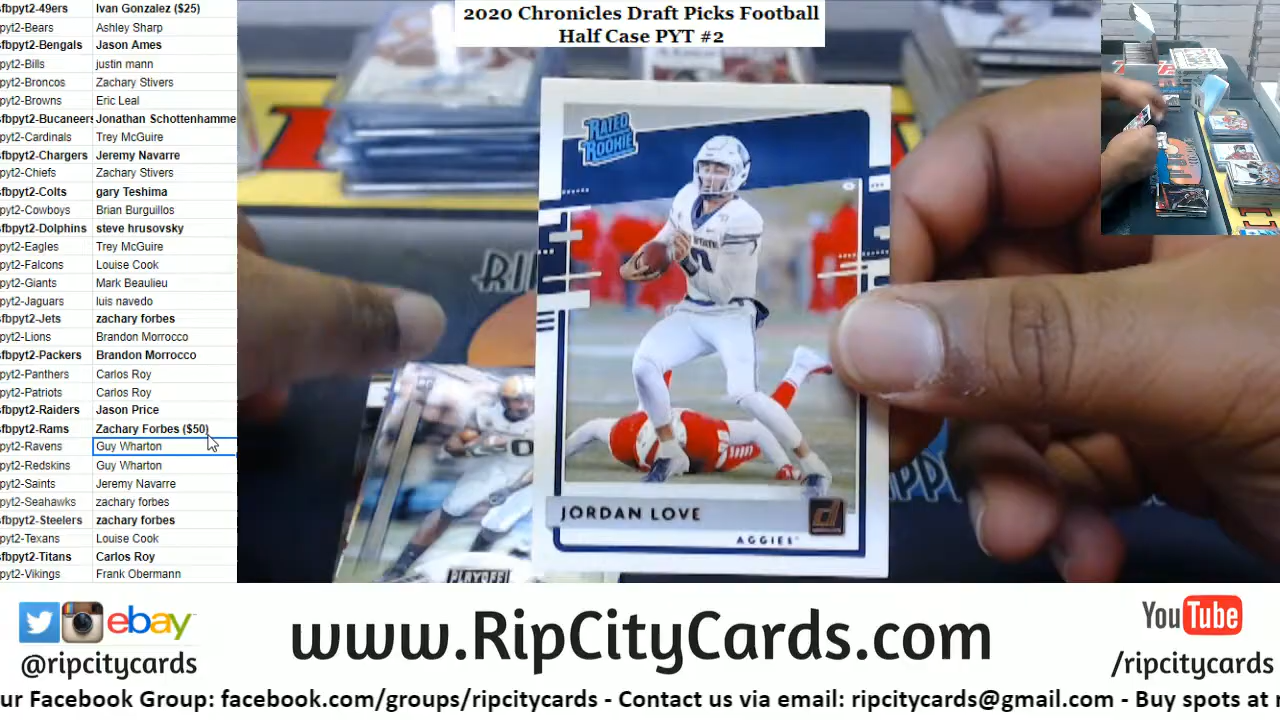 2020 Chronicles Draft Picks Football
Half Case PYT #2
fbpyt2-49ers Ivan Gonzalez ($25)
pyt2-Bears Ashley Sharp
fbpyt2-Bengals Jason Ames
pyt2-Bills justin mann
pyt2-Broncos Zachary Stivers
pyt2-Browns Eric Leal
fbpyt2-Bucaneers Jonathan Schottenhamme
pyt2-Cardinals Trey McGuire
fbpyt2-Chargers Jeremy Navarre
pyt2-Chiefs Zachary Stivers
fbpyt2-Colts gary Teshima
pyt2-Cowboys Brian Burguillos
fbpyt2-Dolphins steve hrusovsky
pyt2-Eagles Trey McGuire
pyt2-Falcons Louise Cook
pyt2-Giants Mark Beaulieu
pyt2-Jaguars luis navedo
fbpyt2-Jets zachary forbes
pyt2-Lions Brandon Morrocco
fbpyt2-Packers Brandon Morrocco
pyt2-Panthers Carlos Roy
pyt2-Patriots Carlos Roy
fbpyt2-Raiders Jason Price
fbpyt2-Rams Zachary Forbes ($50)
pyt2-Ravens Guy Wharton
pyt2-Redskins Guy Wharton
pyt2-Saints Jeremy Navarre
pyt2-Seahawks zachary forbes
fbpyt2-Steelers zachary forbes
pyt2-Texans Louise Cook
fbpyt2-Titans Carlos Roy
pyt2-Vikings Frank Obermann
RATED
ROOKIE
JORDAN LOVE
AGGIES
PLAYOFF
ebay
@ripcitycards
www.RipCityCards.com
YouTube
/ripcitycards
ur Facebook Group: facebook.com/groups/ripcitycards - Contact us via email: ripcitycards@gmail.com - Buy spots at r